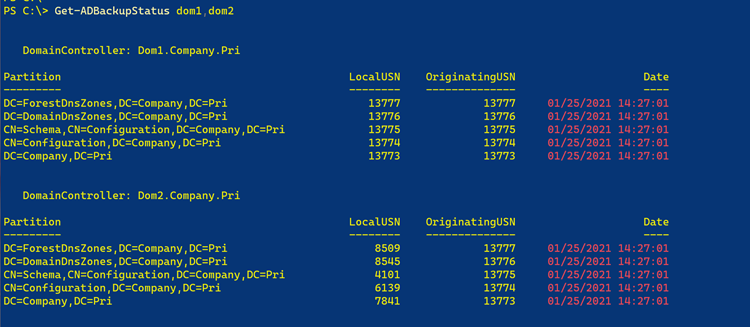 PS C:\> Get-ADBackupStatus dom1,dom2
DomainController: Dom1.Company.Pri
Partition LocalUSN OriginatingUSN Date
--------- -------- -------------- ----
DC=ForestDnsZones,DC=Company,DC=Pri 13777 13777 01/25/2021 14:27:01
DC=DomainDnsZones,DC=Company,DC=Pri 13776 13776 01/25/2021 14:27:01
CN=Schema,CN=Configuration,DC=Company,DC=Pri 13775 13775 01/25/2021 14:27:01
CN=Configuration,DC=Company,DC=Pri 13774 13774 01/25/2021 14:27:01
DC=Company,DC=Pri 13773 13773 01/25/2021 14:27:01
DomainController: Dom2.Company.Pri
Partition LocalUSN OriginatingUSN Date
--------- -------- -------------- ----
DC=ForestDnsZones,DC=Company,DC=Pri 8509 13777 01/25/2021 14:27:01
DC=DomainDnsZones,DC=Company,DC=Pri 8545 13776 01/25/2021 14:27:01
CN=Schema,CN=Configuration,DC=Company,DC=Pri 4101 13775 01/25/2021 14:27:01
CN=Configuration,DC=Company,DC=Pri 6139 13774 01/25/2021 14:27:01
DC=Company,DC=Pri 7841 13773 01/25/2021 14:27:01